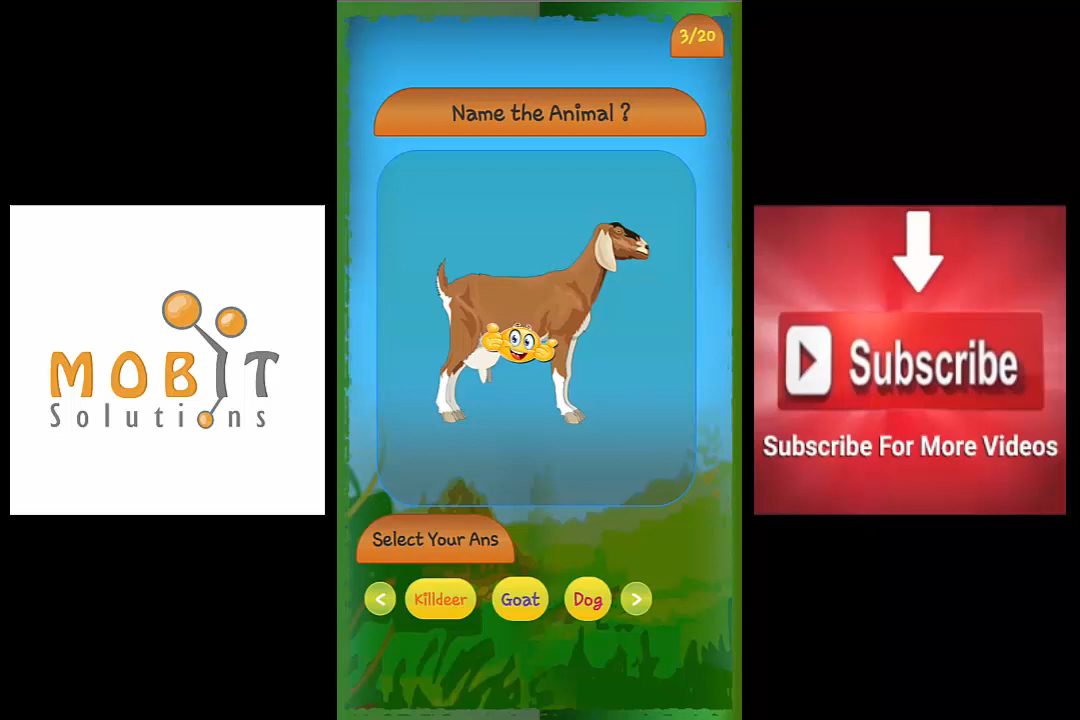 3/20
Name the Animal ?
MOBIT
Solutions
Subscribe
Subscribe For More Videos
Select Your Ans
<
Killdeer
Goat
Dog
>